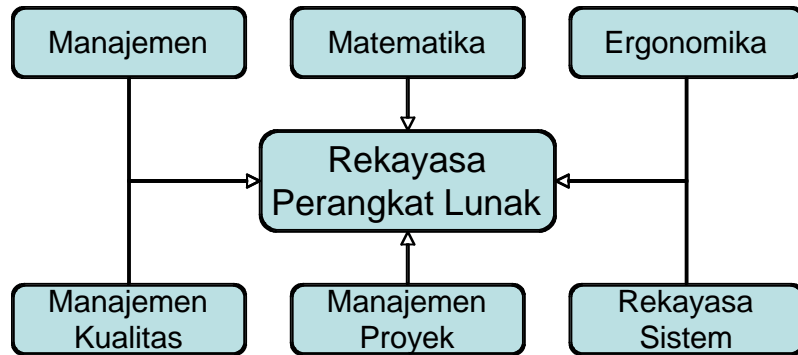 Manajemen
Matematika
Ergonomika
Rekayasa
Perangkat Lunak
Manajemen
Kualitas
Manajemen
Proyek
Rekayasa
Sistem